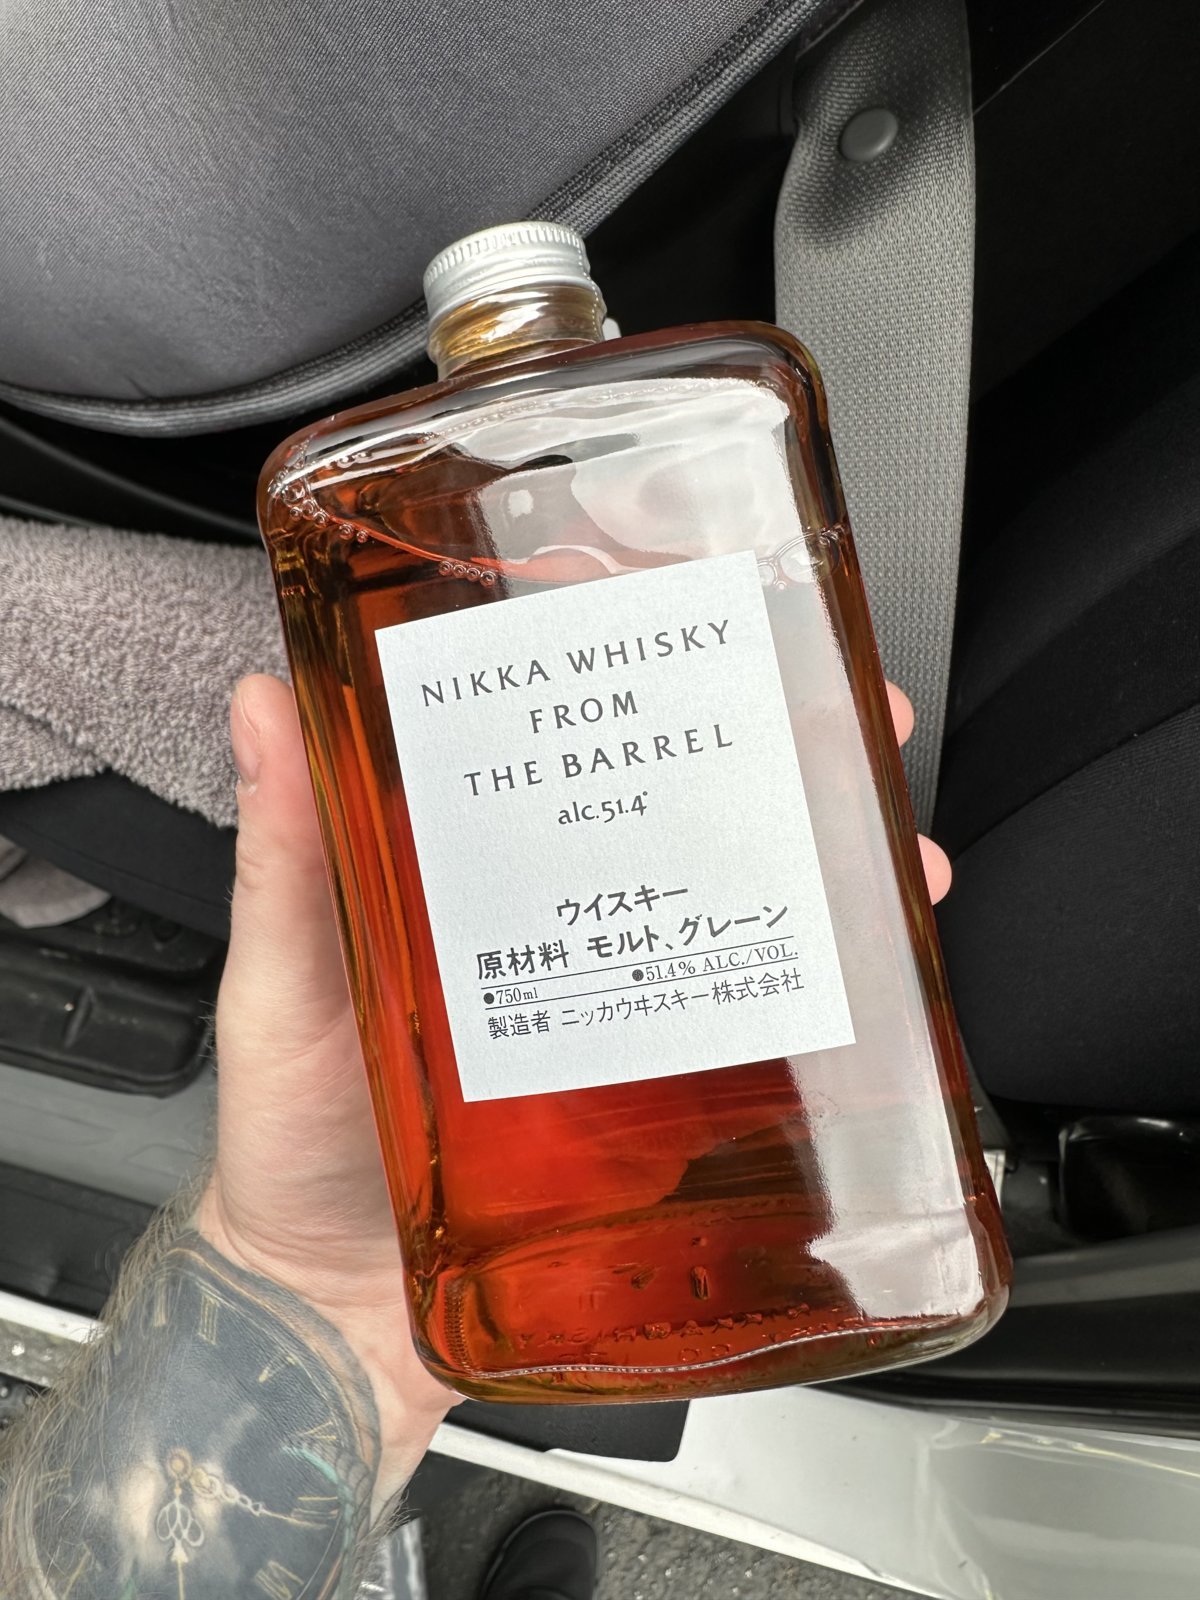 NIKKA WHISKY
FROM
THE BARREL
alc.51.4°
ウイスキー
原材料 モルト、グレーン
●750ml ●51.4% ALC./VOL.
製造者 ニッカウヰスキー株式会社